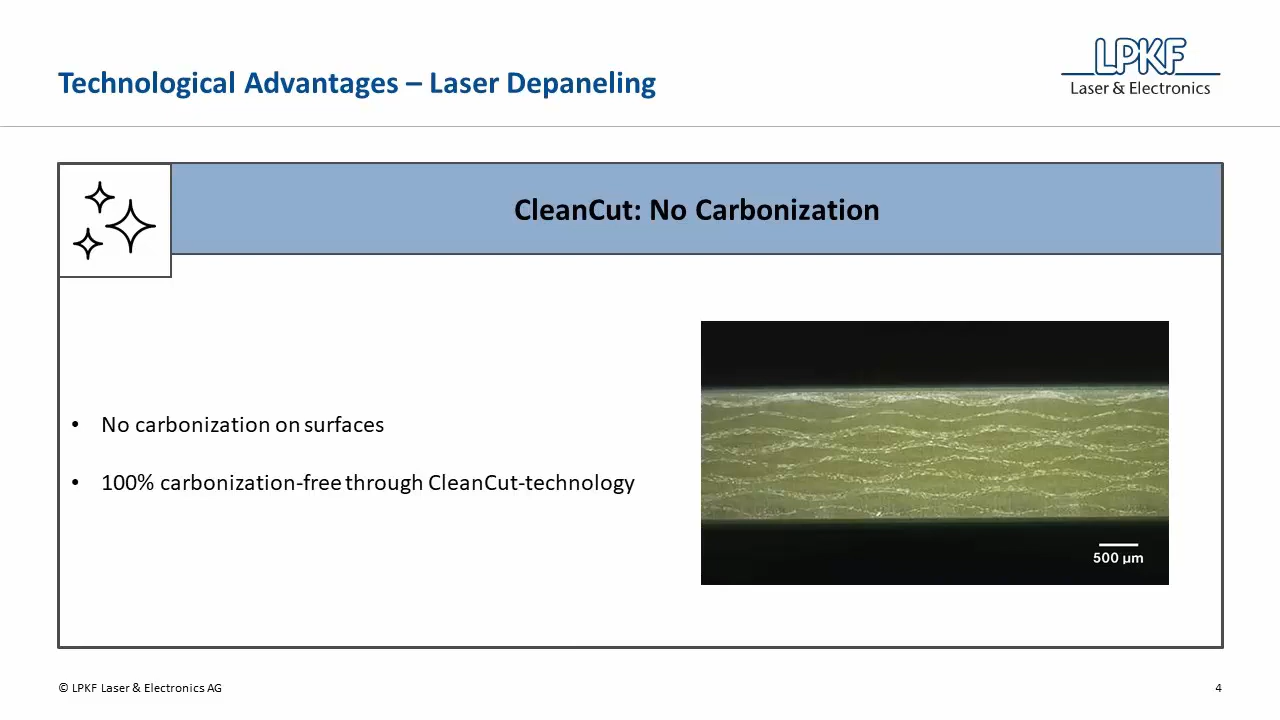 LPKF
Laser & Electronics
Technological Advantages – Laser Depaneling
CleanCut: No Carbonization
• No carbonization on surfaces
• 100% carbonization-free through CleanCut-technology
500 µm
© LPKF Laser & Electronics AG
4